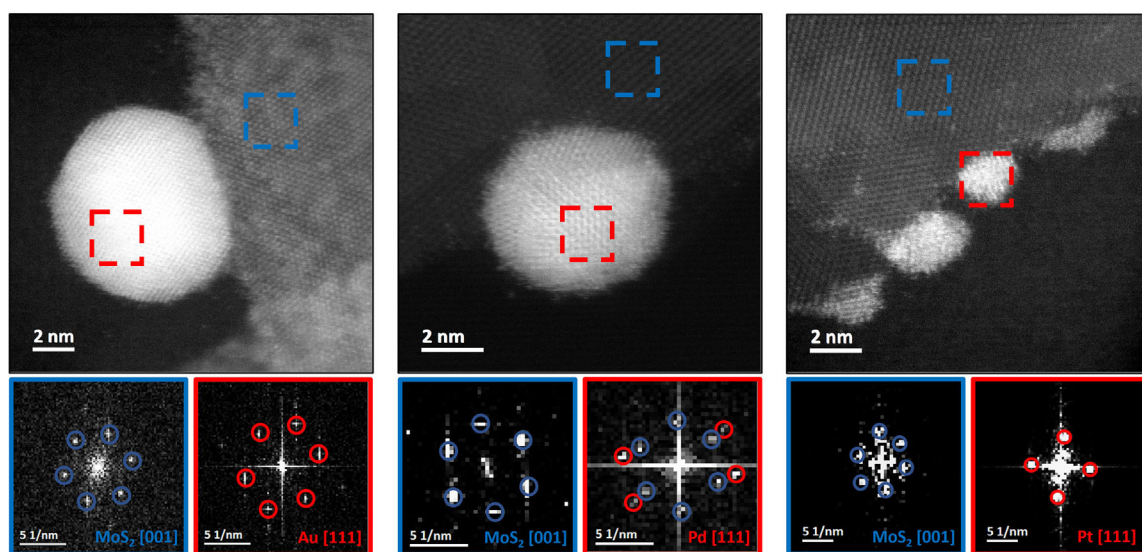 2 nm
2 nm
2 nm
5 1/nm MoS₂ [001]
5 1/nm Au [111]
5 1/nm MoS₂ [001]
5 1/nm Pd [111]
5 1/nm MoS₂ [001]
5 1/nm Pt [111]